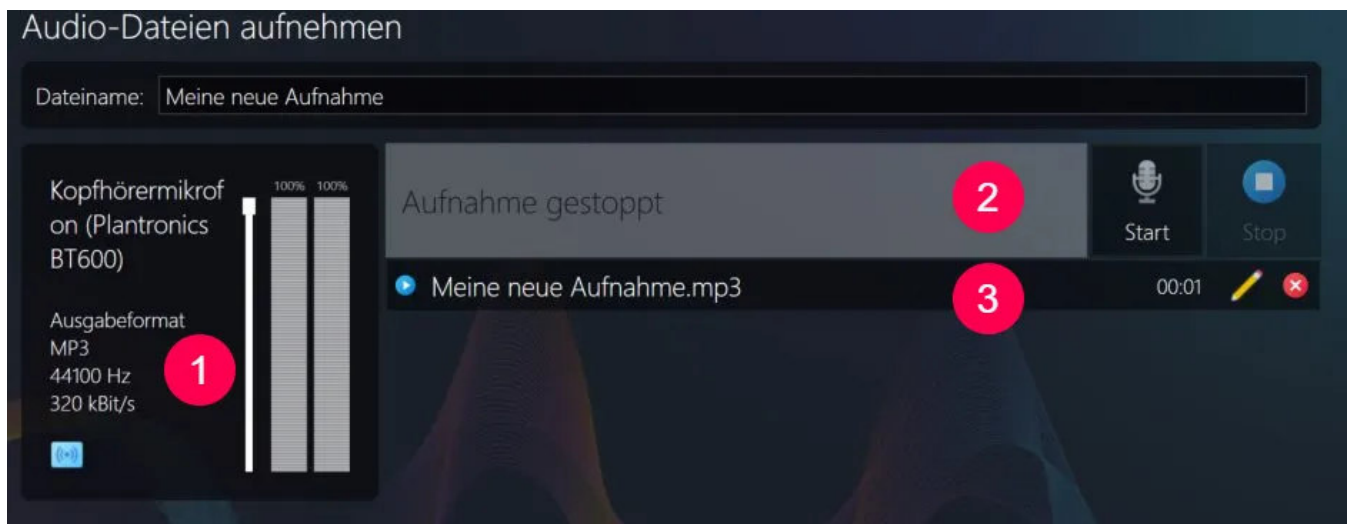 Audio-Dateien aufnehmen
Dateiname: Meine neue Aufnahme
Kopfhörermikrof
on (Plantronics
BT600)
100% 100%
Ausgabeformat
MP3
44100 Hz
320 kBit/s
1
Aufnahme gestoppt
2
Start
Stop
Meine neue Aufnahme.mp3
3
00:01